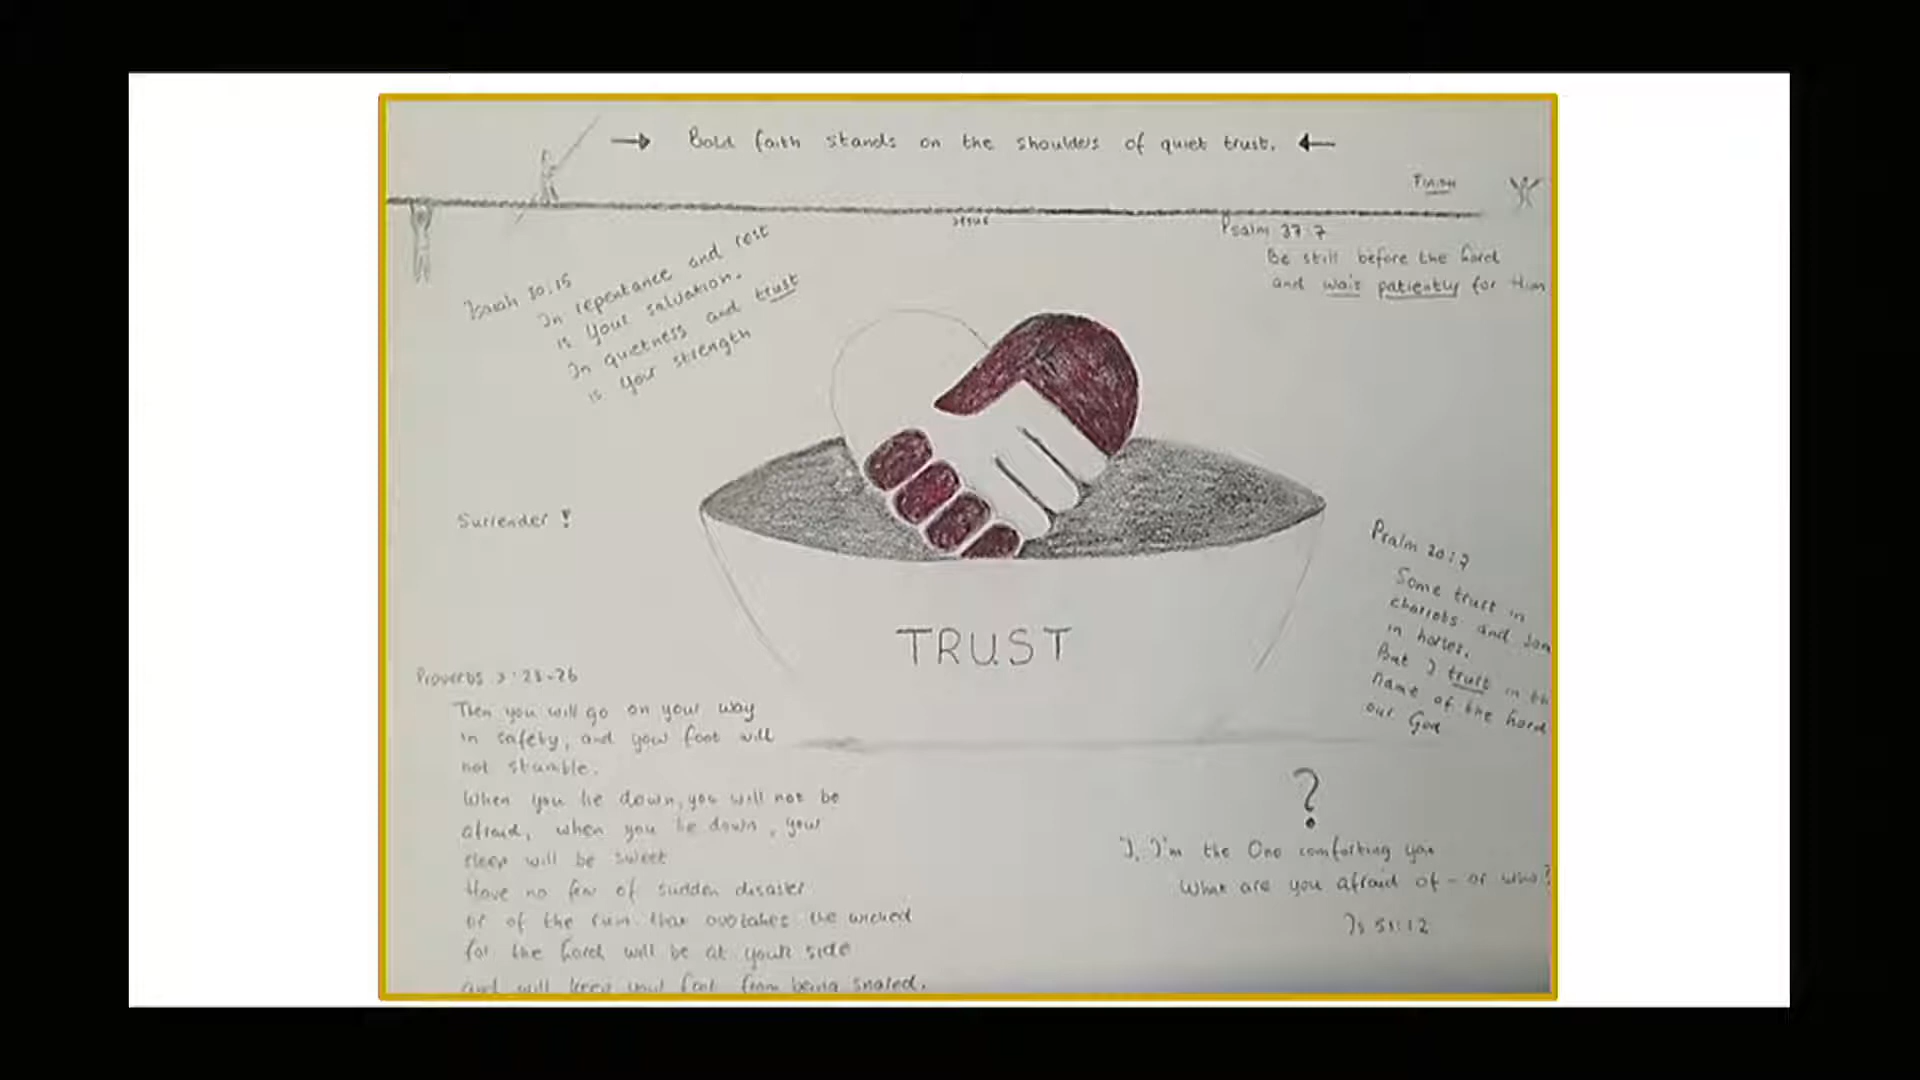 → Bold faith stands on the shoulders of quiet trust. ←
FINISH
JESUS
Isaiah 30:15
In repentance and rest
is your salvation.
In quietness and trust
is your strength
Psalm 37:7
Be still before the Lord
and wait patiently for Him
Surrender !
TRUST
Psalm 20:7
Some trust in
chariots and som
in horses.
But I trust in th
name of the Lord
our God
Proverbs 3:23-26
Then you will go on your way
in safety, and your foot will
not stumble.
When you lie down, you will not be
afraid, when you lie down, your
sleep will be sweet
Have no fear of sudden disaster
or of the ruin that overtakes the wicked
for the Lord will be at your side
and will keep your foot from being snared.
?
I, I'm the One comforting you
What are you afraid of - or who?
Is 51:12